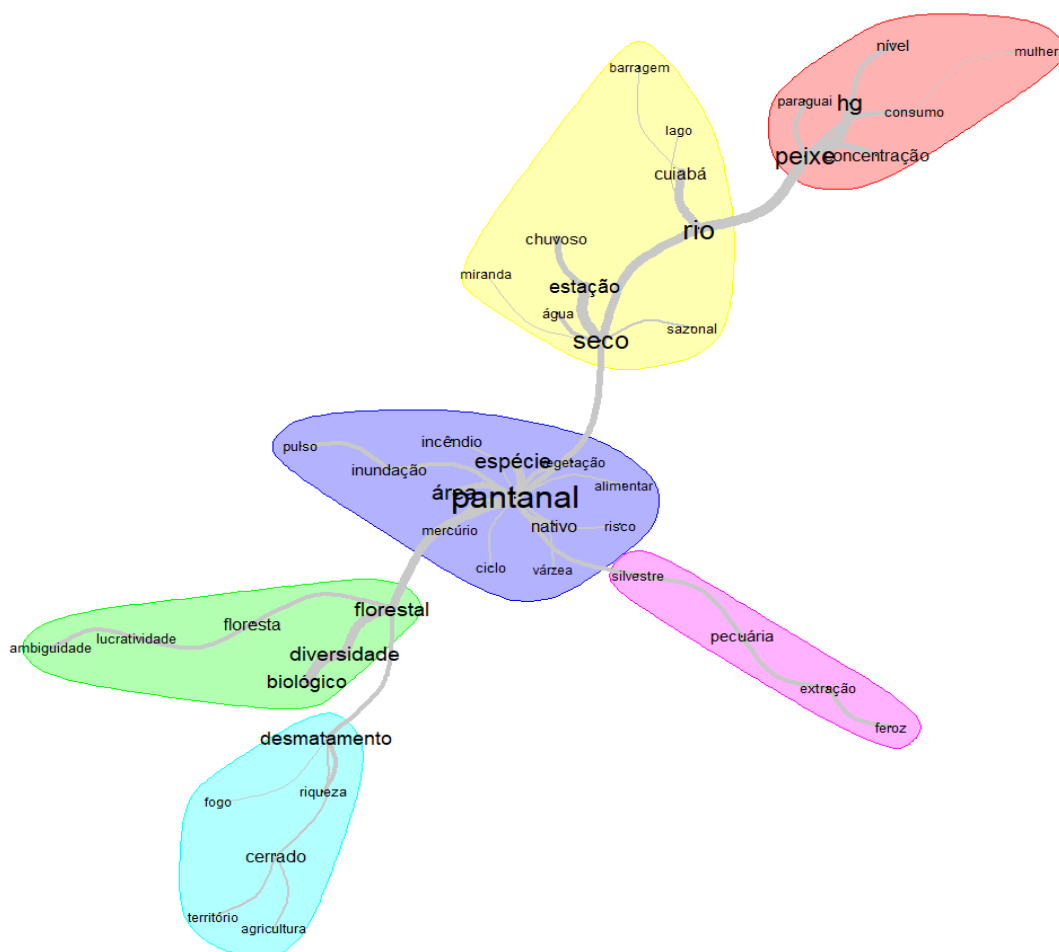 nível
mulher
barragem
paraguai
hg
consumo
lago
peixe
concentração
cuiabá
rio
chuvoso
miranda
estação
água
sazonal
seco
incêndio
pulso
espécie
vegetação
inundação
alimentar
área
pantanal
mercúrio
nativo
risco
ciclo
várzea
silvestre
florestal
floresta
lucratividade
ambiguidade
pecuária
diversidade
biológico
extração
feroz
desmatamento
riqueza
fogo
cerrado
território
agricultura